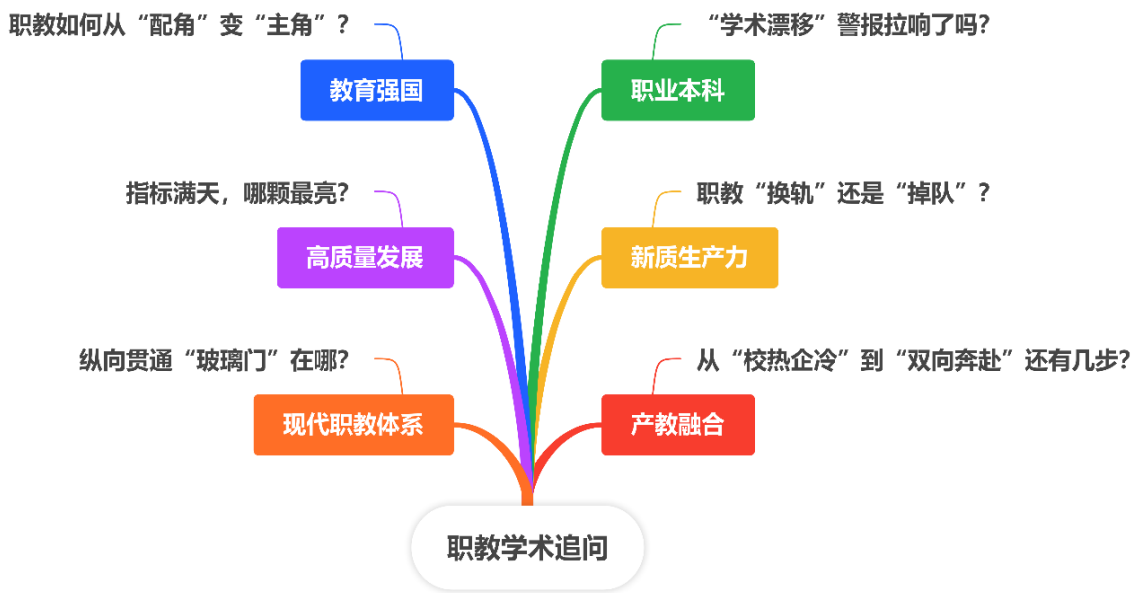 职教如何从“配角”变“主角”？
教育强国
“学术漂移”警报拉响了吗?
职业本科
指标满天，哪颗最亮?
高质量发展
职教“换轨”还是“掉队”？
新质生产力
纵向贯通“玻璃门”在哪?
现代职教体系
从“校热企冷”到“双向奔赴”还有几步?
产教融合
职教学术追问